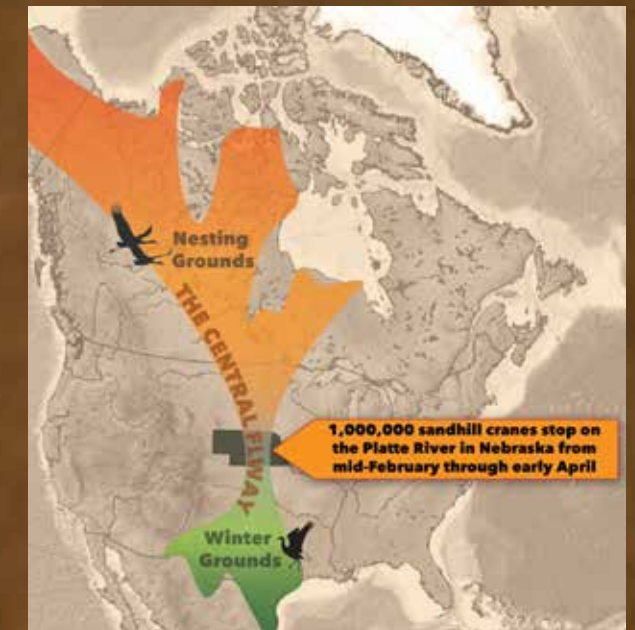 Nesting
Grounds
THE CENTRAL FLWAY
1,000,000 sandhill cranes stop on
the Platte River in Nebraska from
mid-February through early April
Winter
Grounds